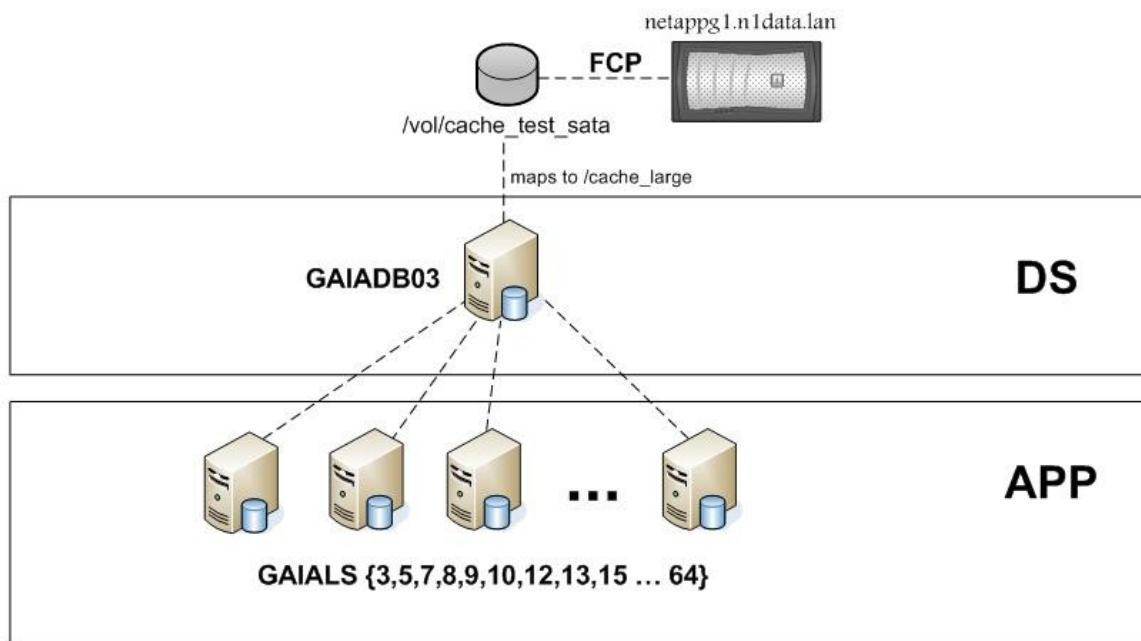 netappg1.n1data.lan
FCP
/vol/cache_test_sata
maps to /cache_large
GAIADB03
DS
...
APP
GAIALS {3,5,7,8,9,10,12,13,15 ... 64}